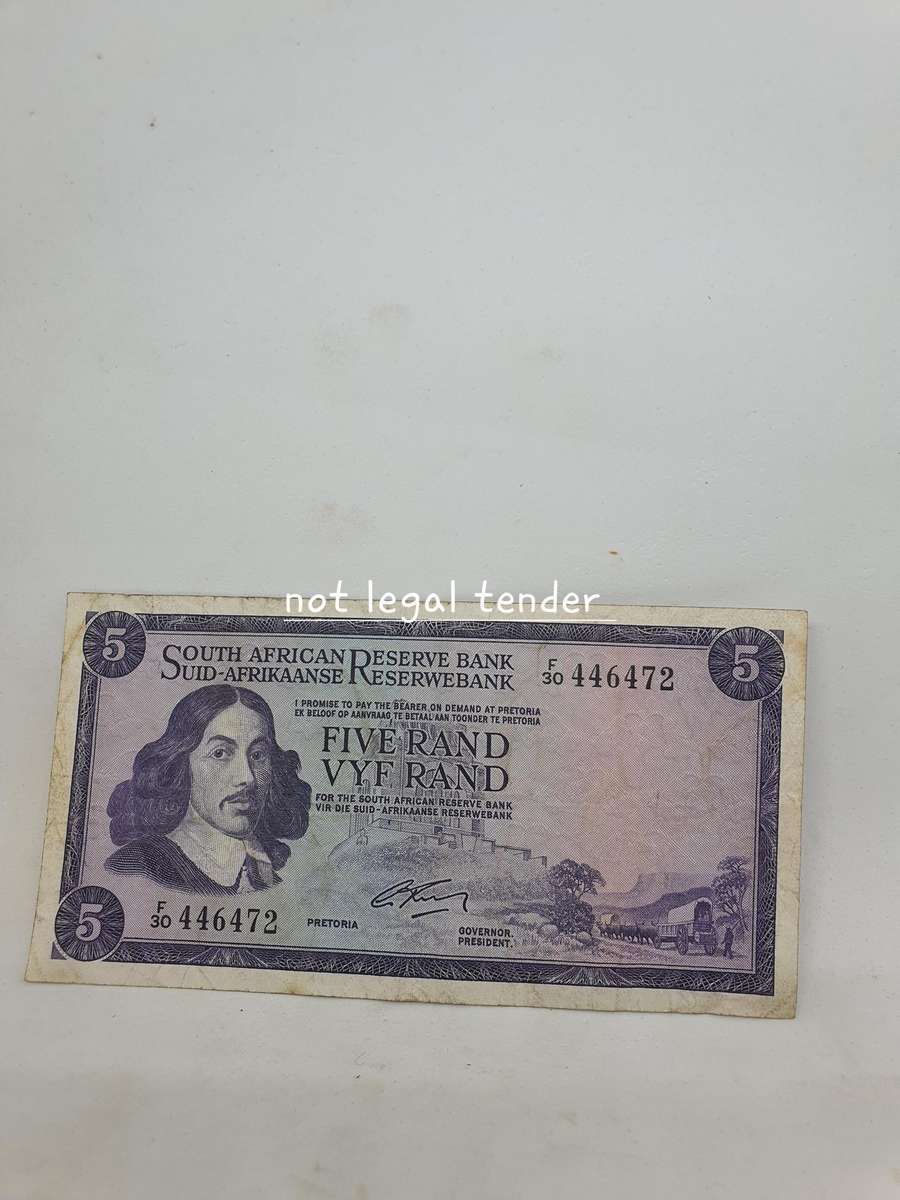 not legal tender
5
5
SOUTH AFRICAN RESERVE BANK
SUID-AFRIKAANSE RESERWEBANK
F/30 446472
I PROMISE TO PAY THE BEARER ON DEMAND AT PRETORIA
EK BELOOF OP AANVRAAG TE BETAAL AAN TOONDER TE PRETORIA
FIVE RAND
VYF RAND
FOR THE SOUTH AFRICAN RESERVE BANK
VIR DIE SUID-AFRIKAANSE RESERWEBANK
5
F/30 446472
PRETORIA
GOVERNOR.
PRESIDENT.